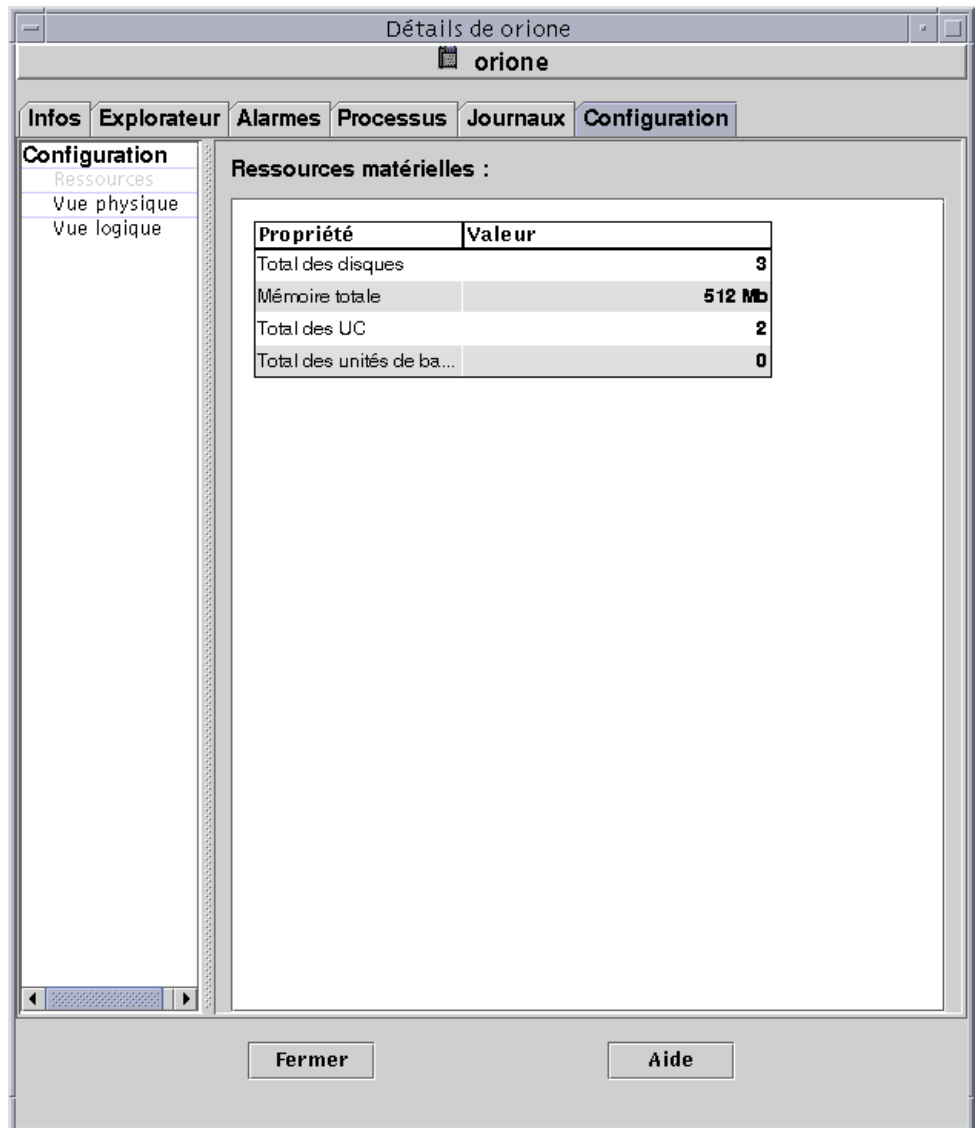 Détails de orione
orione
Infos Explorateur Alarmes Processus Journaux Configuration
Configuration
Ressources
Vue physique
Vue logique
Ressources matérielles :
Propriété Valeur
Total des disques 3
Mémoire totale 512 Mb
Total des UC 2
Total des unités de ba... 0
Fermer Aide